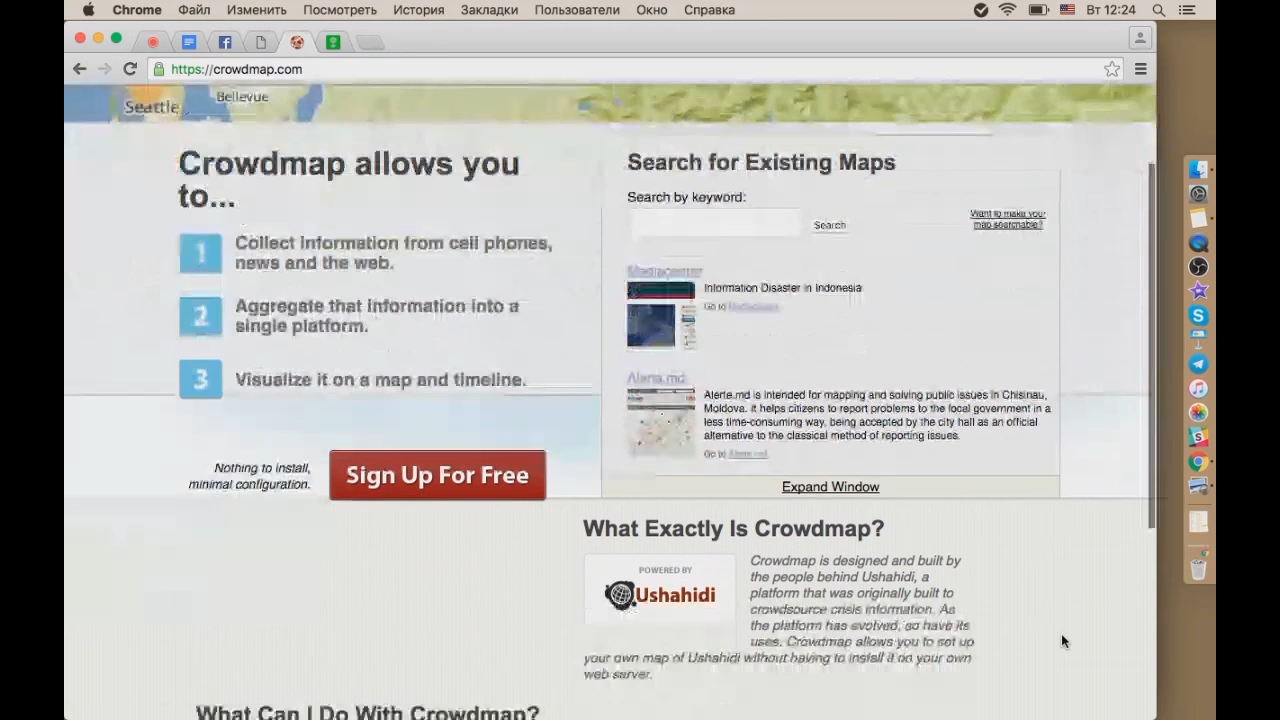 Chrome Файл Изменить Посмотреть История Закладки Пользователи Окно Справка Вт 12:24
https://crowdmap.com
Seattle Bellevue
Crowdmap allows you
to...
1 Collect information from cell phones,
news and the web.
2 Aggregate that information into a
single platform.
3 Visualize it on a map and timeline.
Nothing to install,
minimal configuration.
Sign Up For Free
Search for Existing Maps
Search by keyword:
Search
Want to make your
map searchable?
Mediacenter
Information Disaster in Indonesia
Go to Mediacenter
Alerte.md
Alerte.md is intended for mapping and solving public issues in Chisinau,
Moldova. It helps citizens to report problems to the local government in a
less time-consuming way, being accepted by the city hall as an official
alternative to the classical method of reporting issues.
Go to Alerte.md
Expand Window
What Exactly Is Crowdmap?
POWERED BY
Ushahidi
Crowdmap is designed and built by
the people behind Ushahidi, a
platform that was originally built to
crowdsource crisis information. As
the platform has evolved, so have its
uses. Crowdmap allows you to set up
your own map of Ushahidi without having to install it on your own
web server.
What Can I Do With Crowdmap?